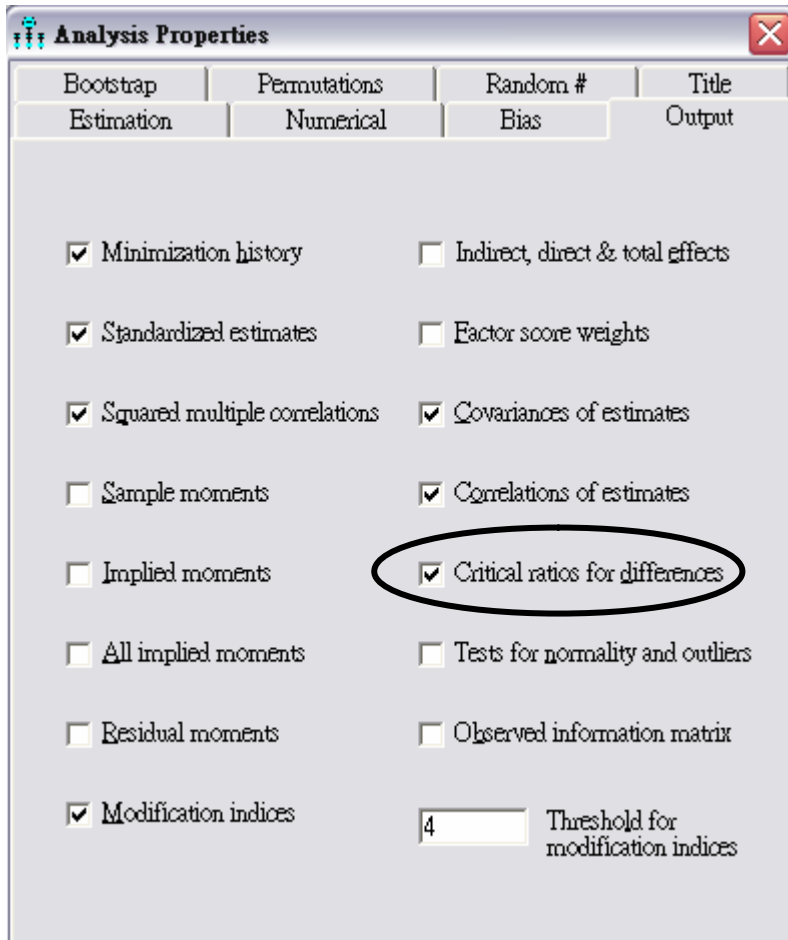 Analysis Properties
Bootstrap Permutations Random # Title
Estimation Numerical Bias Output
Minimization history
Indirect, direct & total effects
Standardized estimates
Factor score weights
Squared multiple correlations
Covariances of estimates
Sample moments
Correlations of estimates
Implied moments
Critical ratios for differences
All implied moments
Tests for normality and outliers
Residual moments
Observed information matrix
Modification indices
4
Threshold for
modification indices